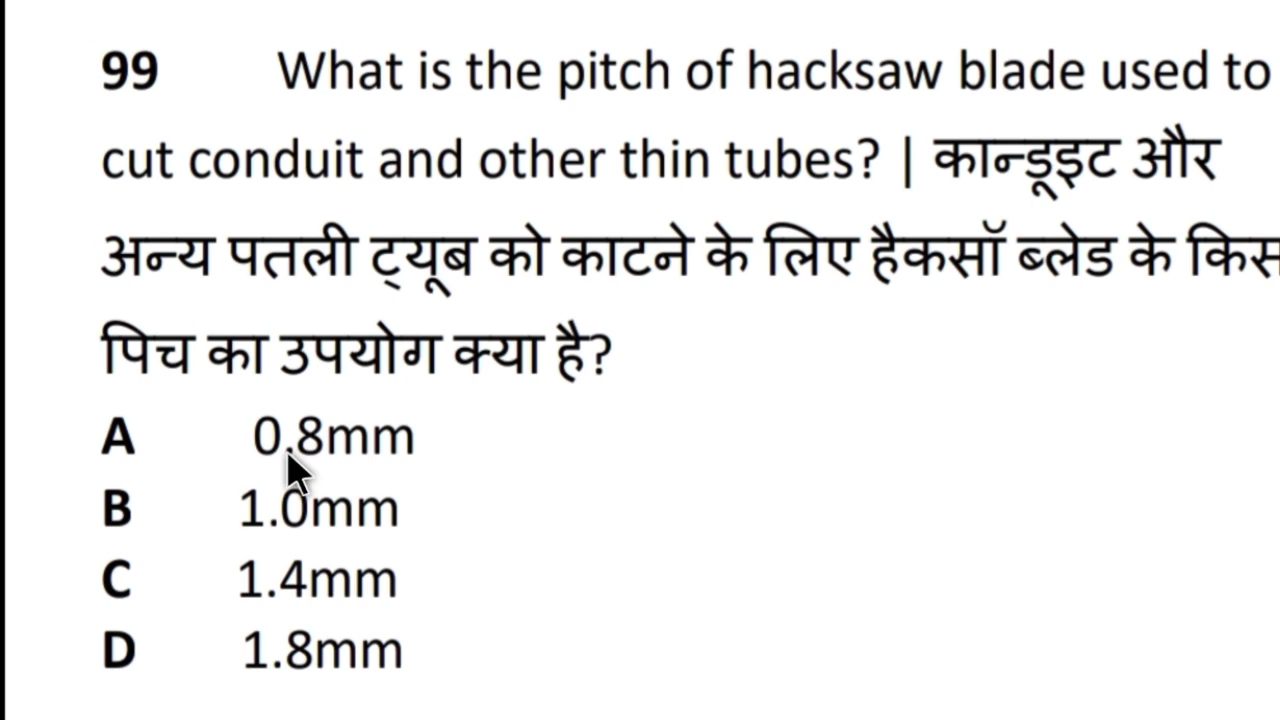 99 What is the pitch of hacksaw blade used to
cut conduit and other thin tubes? | कान्डूइट और
अन्य पतली ट्यूब को काटने के लिए हैकसॉ ब्लेड के किस
पिच का उपयोग क्या है?
A 0.8mm
B 1.0mm
C 1.4mm
D 1.8mm